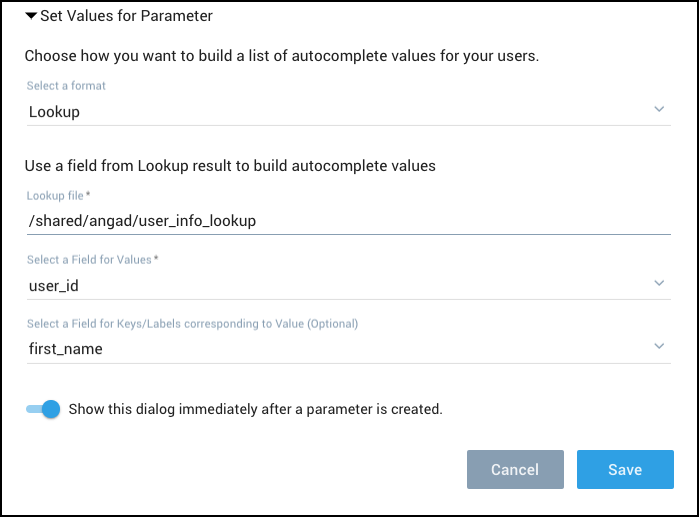 Set Values for Parameter
Choose how you want to build a list of autocomplete values for your users.
Select a format
Lookup
Use a field from Lookup result to build autocomplete values
Lookup file *
/shared/angad/user_info_lookup
Select a Field for Values *
user_id
Select a Field for Keys/Labels corresponding to Value (Optional)
first_name
Show this dialog immediately after a parameter is created.
Cancel Save